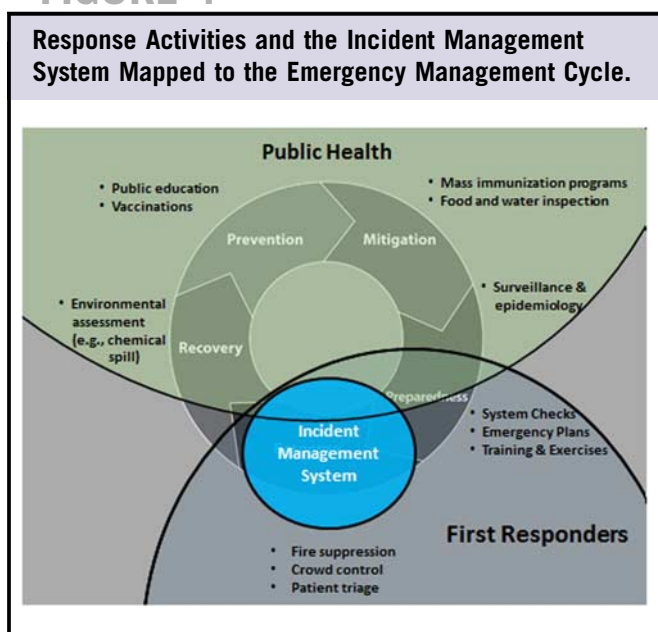 FIGURE 1
Response Activities and the Incident Management
System Mapped to the Emergency Management Cycle.
Public Health
• Public education
• Vaccinations
• Mass immunization programs
• Food and water inspection
Prevention
Mitigation
• Environmental
assessment
(e.g., chemical
spill)
• Surveillance &
epidemiology
Recovery
Preparedness
Incident
Management
System
• System Checks
• Emergency Plans
• Training & Exercises
First Responders
• Fire suppression
• Crowd control
• Patient triage